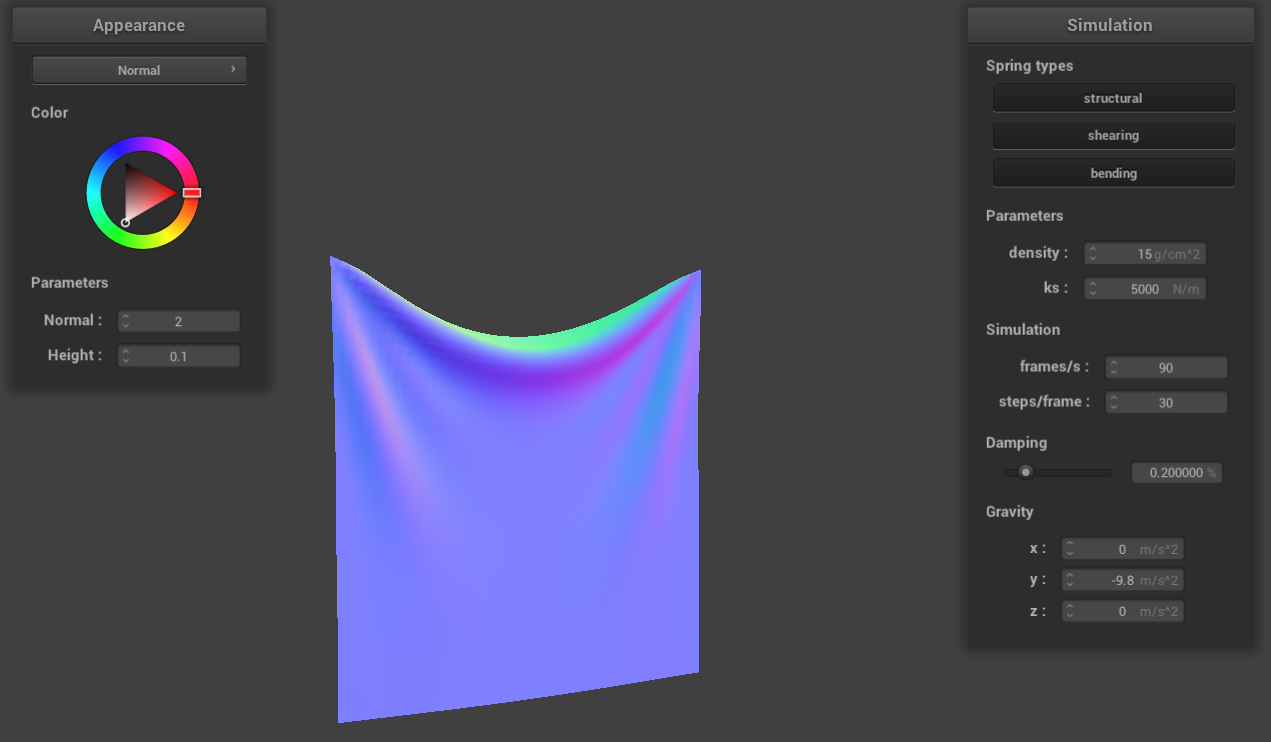 Appearance
Normal
Color
Parameters
Normal : 2
Height : 0.1
Simulation
Spring types
structural
shearing
bending
Parameters
density : 15 g/cm^2
ks : 5000 N/m
Simulation
frames/s : 90
steps/frame : 30
Damping
0.200000 %
Gravity
x : 0 m/s^2
y : -9.8 m/s^2
z : 0 m/s^2